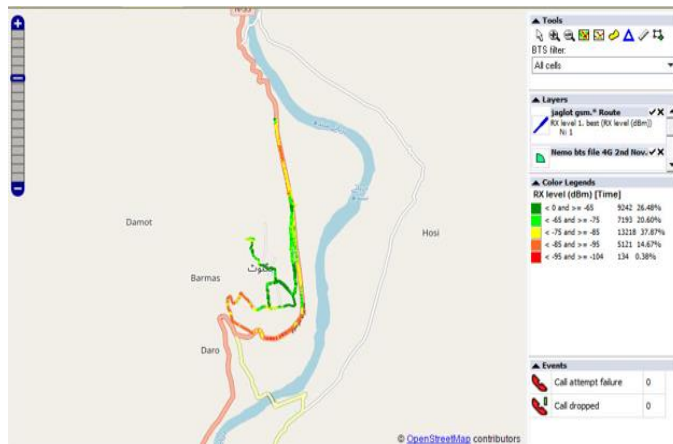 N-35
Damot
Hosi
جگلوٹ
Barmas
Daro
© OpenStreetMap contributors
Tools
BTS filter:
All cells
Layers
jaglot gsm.* Route
RX level 1. best (RX level (dBm))
N: 1
Nemo bts file 4G 2nd Nov.
Color Legends
RX level (dBm) [Time]
< 0 and >= -65 9242 26.48%
< -65 and >= -75 7193 20.60%
< -75 and >= -85 13218 37.87%
< -85 and >= -95 5121 14.67%
< -95 and >= -104 134 0.38%
Events
Call attempt failure 0
Call dropped 0